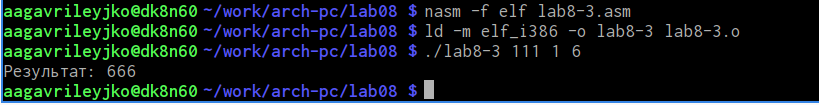 aagavrileyjko@dk8n60 ~/work/arch-pc/lab08 $ nasm -f elf lab8-3.asm
aagavrileyjko@dk8n60 ~/work/arch-pc/lab08 $ ld -m elf_i386 -o lab8-3 lab8-3.o
aagavrileyjko@dk8n60 ~/work/arch-pc/lab08 $ ./lab8-3 111 1 6
Результат: 666
aagavrileyjko@dk8n60 ~/work/arch-pc/lab08 $